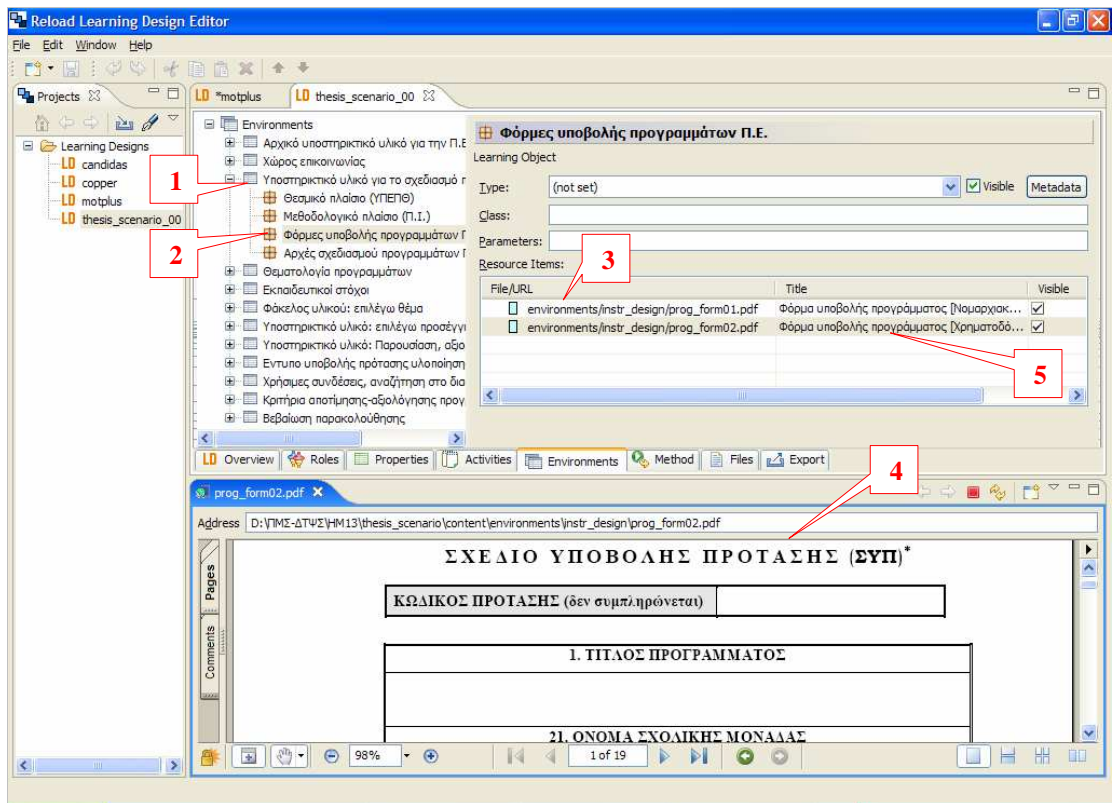 Reload Learning Design Editor
File Edit Window Help
Projects
LD *motplus
LD thesis_scenario_00
Learning Designs
LD candidas
LD copper
LD motplus
LD thesis_scenario_00
Environments
Αρχικό υποστηρικτικό υλικό για την Π.Ε
Χώρος επικοινωνίας
1
Υποστηρικτικό υλικό για το σχεδιασμό π
Θεσμικό πλαίσιο (ΥΠΕΠΘ)
Μεθοδολογικό πλαίσιο (Π.Ι.)
2
Φόρμες υποβολής προγραμμάτων Π
Αρχές σχεδιασμού προγραμμάτων Π
Θεματολογία προγραμμάτων
Εκπαιδευτικοί στόχοι
Φάκελος υλικού: επιλέγω θέμα
Υποστηρικτικό υλικό: επιλέγω προσέγγι
Υποστηρικτικό υλικό: Παρουσίαση, αξιο
Εντυπο υποβολής πρότασης υλοποίηση
Χρήσιμες συνδέσεις, αναζήτηση στο δια
Κριτήρια αποτίμησης-αξιολόγησης προγ
Βεβαίωση παρακολούθησης
Φόρμες υποβολής προγραμμάτων Π.Ε.
Learning Object
Type: (not set) Visible Metadata
Class:
Parameters:
Resource Items:
3
File/URL Title Visible
environments/instr_design/prog_form01.pdf Φόρμα υποβολής προγράμματος [Νομαρχιακ...
environments/instr_design/prog_form02.pdf Φόρμα υποβολής προγράμματος [Χρηματοδό...
5
LD Overview Roles Properties Activities Environments Method Files Export
4
prog_form02.pdf
Address D:\ΠΜΣ-ΔΤΨΣ\ΗΜ13\thesis_scenario\content\environments\instr_design\prog_form02.pdf
Pages
Comments
ΣΧΕΔΙΟ ΥΠΟΒΟΛΗΣ ΠΡΟΤΑΣΗΣ (ΣΥΠ)*
ΚΩΔΙΚΟΣ ΠΡΟΤΑΣΗΣ (δεν συμπληρώνεται)
1. ΤΙΤΛΟΣ ΠΡΟΓΡΑΜΜΑΤΟΣ
21. ΟΝΟΜΑ ΣΧΟΛΙΚΗΣ ΜΟΝΑΔΑΣ
98%
1 of 19